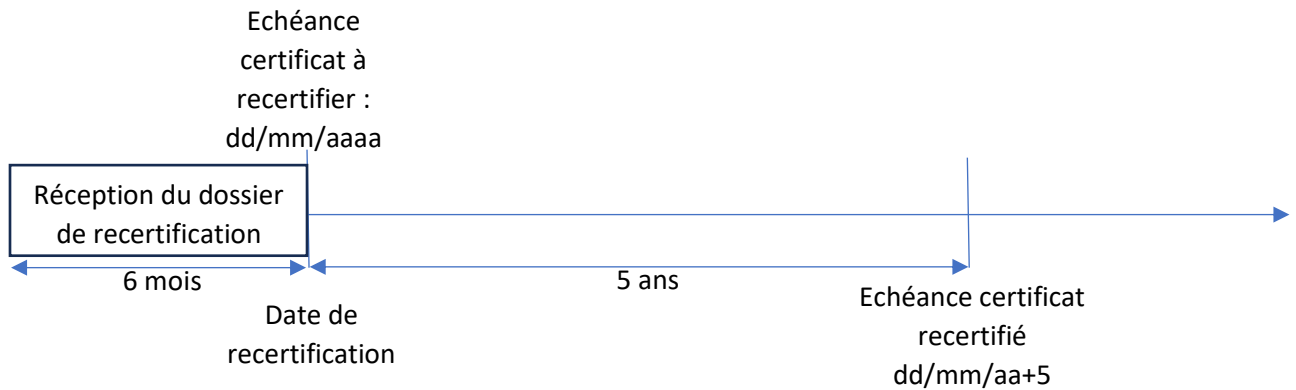 Echéance
certificat à
recertifier :
dd/mm/aaaa
Réception du dossier
de recertification
6 mois
5 ans
Date de
recertification
Echéance certificat
recertifié
dd/mm/aa+5